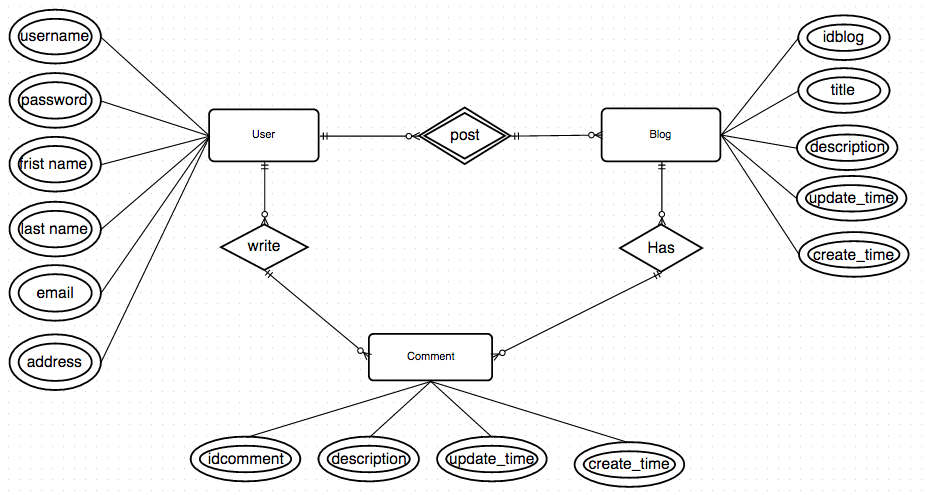 username
password
frist name
last name
email
address
User
post
Blog
idblog
title
description
update_time
create_time
write
Has
Comment
idcomment
description
update_time
create_time